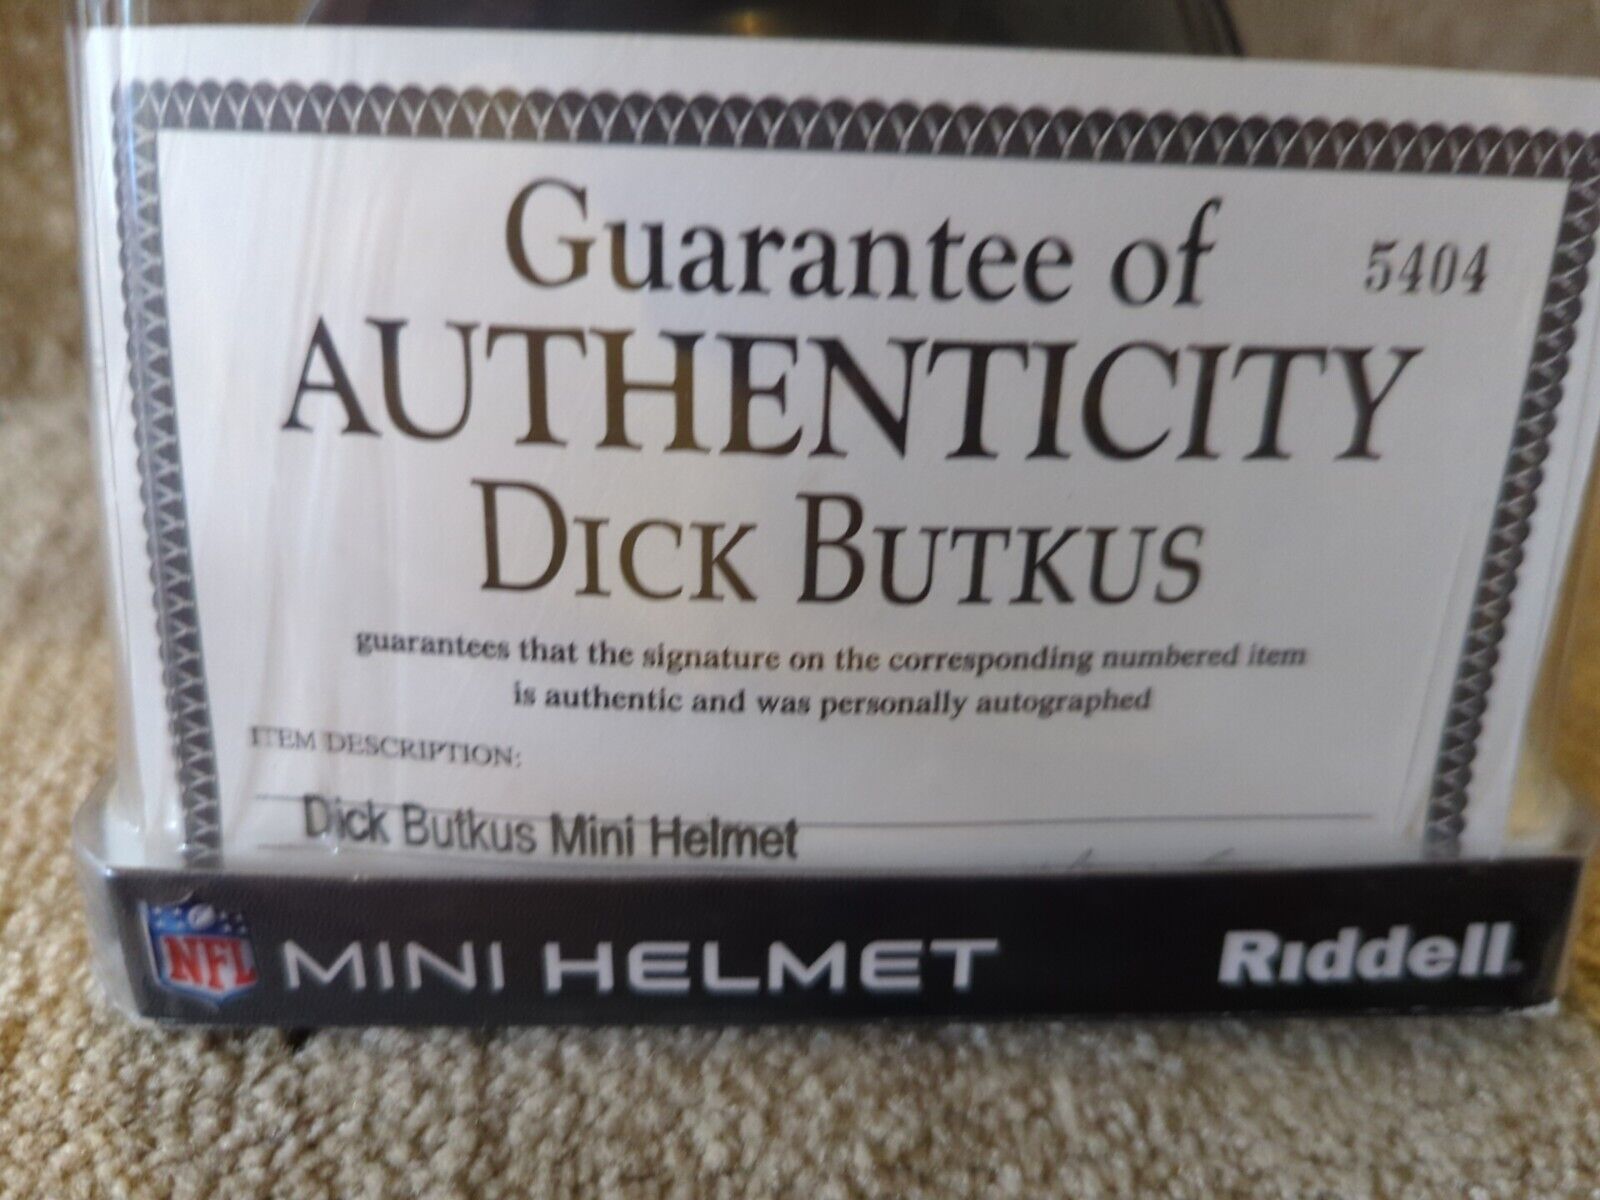 Guarantee of 5404
AUTHENTICITY
DICK BUTKUS
guarantees that the signature on the corresponding numbered item
is authentic and was personally autographed
ITEM DESCRIPTION:
Dick Butkus Mini Helmet
NFL MINI HELMET Riddell